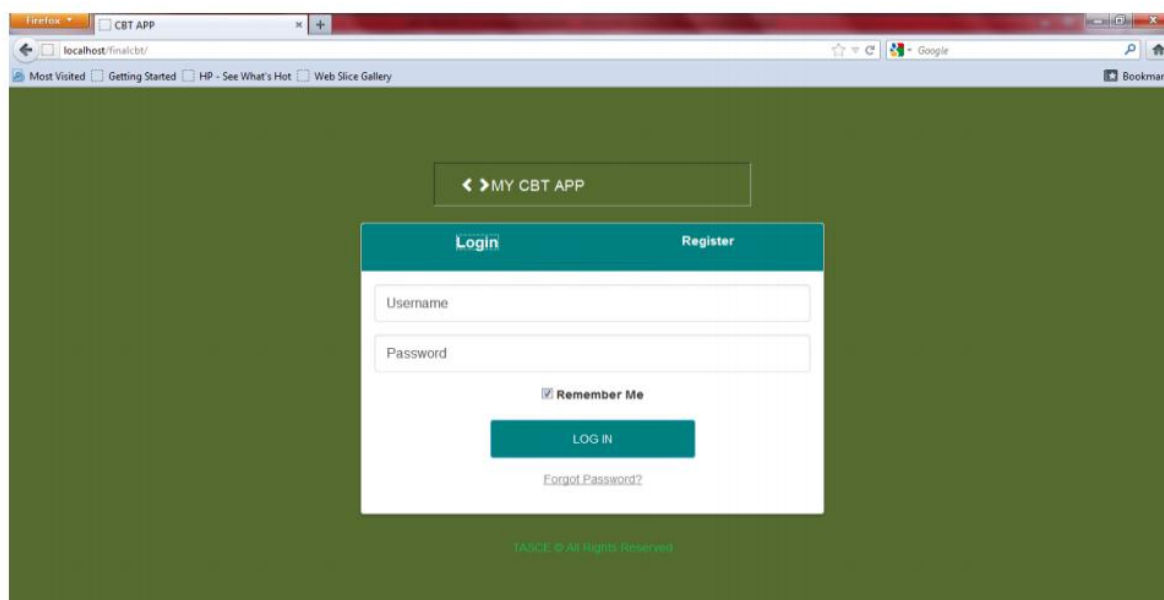 Firefox
CBT APP
localhost/finalcbt/
Google
Most Visited Getting Started HP - See What's Hot Web Slice Gallery
Bookmar
MY CBT APP
Login Register
Username
Password
Remember Me
LOG IN
Forgot Password?
TASCE © All Rights Reserved